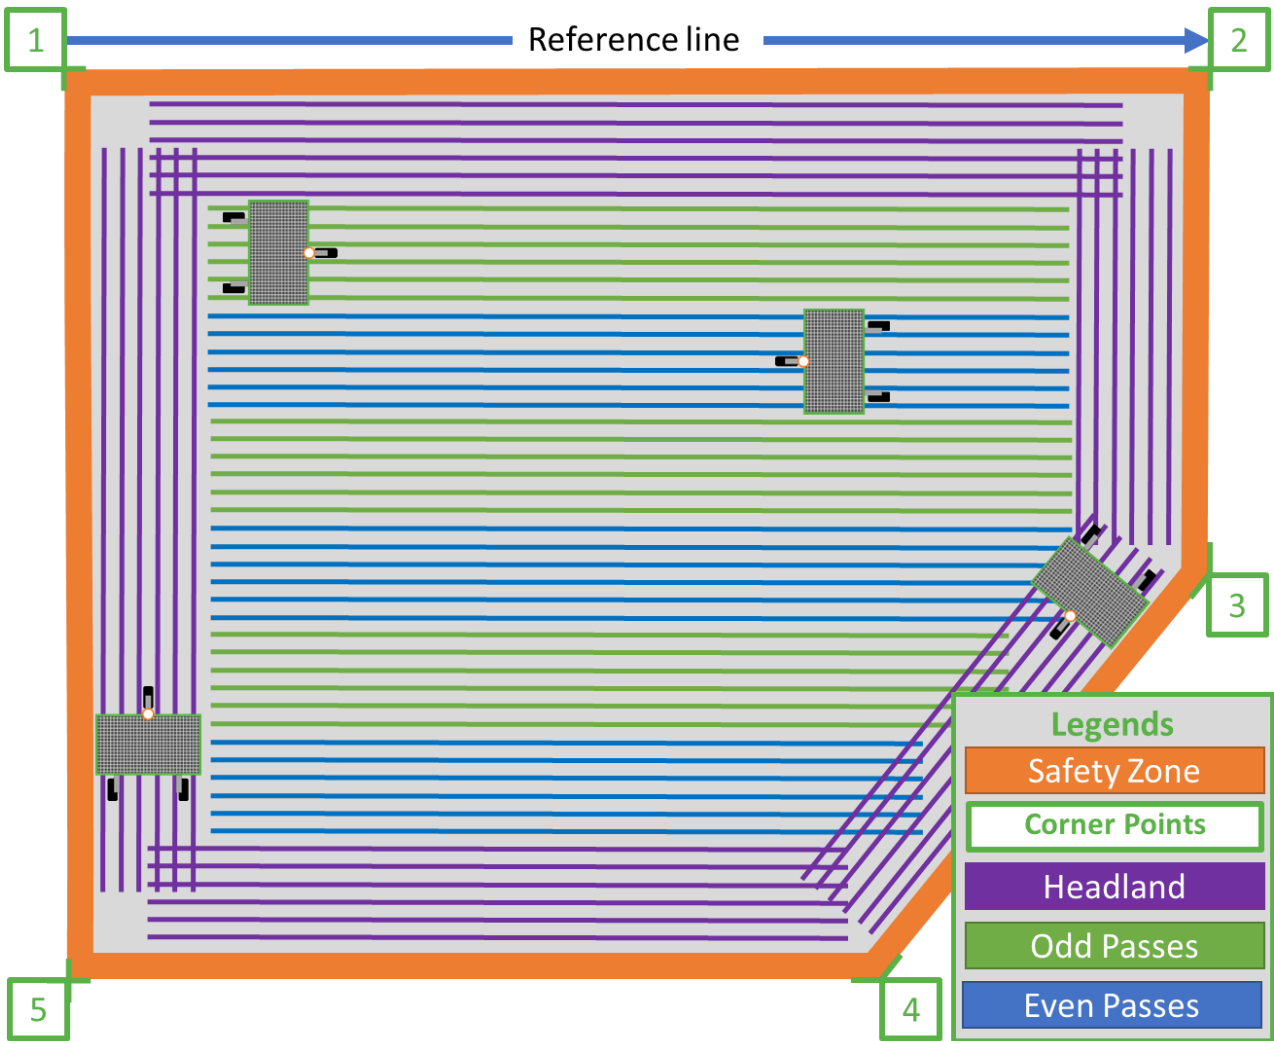 1
Reference line
2
3
Legends
Safety Zone
Corner Points
Headland
Odd Passes
Even Passes
5
4